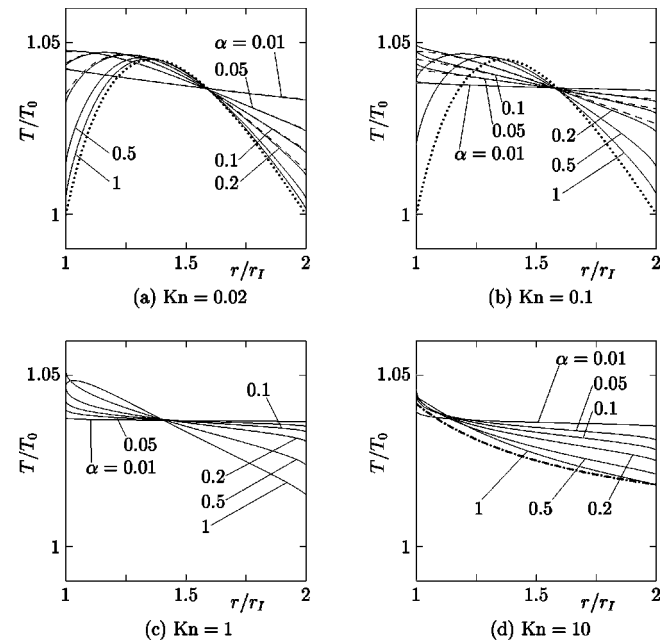 1.05
T/T₀
1
α = 0.01
0.05
0.1
0.2
0.5
1
1
1.5
2
r/r_I
(a) Kn = 0.02
1.05
T/T₀
1
0.1
0.05
α = 0.01
0.2
0.5
1
1
1.5
2
r/r_I
(b) Kn = 0.1
1.05
T/T₀
1
0.1
0.05
α = 0.01
0.2
0.5
1
1
1.5
2
r/r_I
(c) Kn = 1
1.05
T/T₀
1
α = 0.01
0.05
0.1
1
0.5
0.2
1
1.5
2
r/r_I
(d) Kn = 10